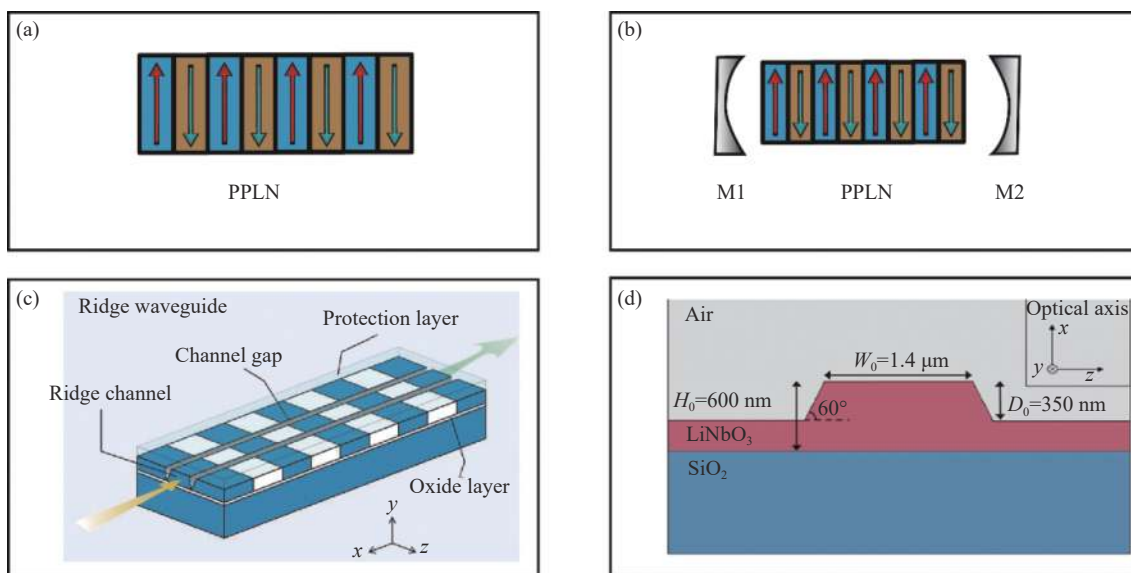 (a)
PPLN
(b)
M1
PPLN
M2
(c)
Ridge waveguide
Protection layer
Channel gap
Ridge channel
Oxide layer
y
x
z
(d)
Air
Optical axis
x
y
z
W₀=1.4 μm
H₀=600 nm
60°
D₀=350 nm
LiNbO₃
SiO₂